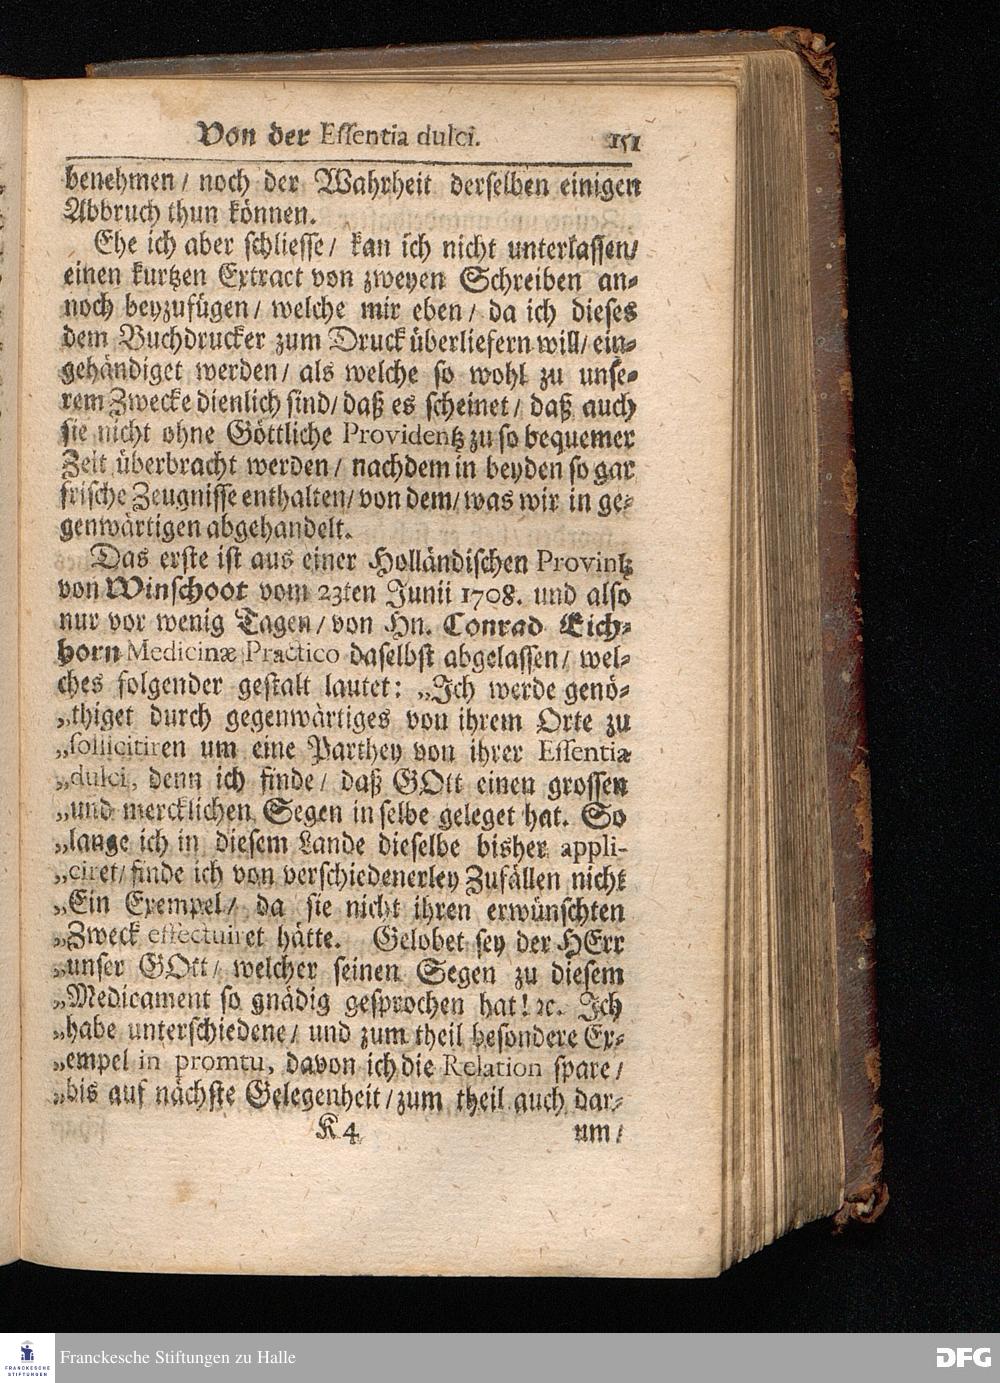 Von der Essentia dulci. 151
benehmen / noch der Wahrheit derselben einigen
Abbruch thun können.
Ehe ich aber schliesse / kan ich nicht unterlassen /
einen kurtzen Extract von zweyen Schreiben an-
noch beyzufügen / welche mir eben / da ich dieses
dem Buchdrucker zum Druck überliefern will / ein-
gehändiget werden / als welche so wohl zu unse-
rem Zwecke dienlich sind / daß es scheinet / daß auch
sie nicht ohne Göttliche Providentz zu so bequemer
Zeit überbracht werden / nachdem in beyden so gar
frische Zeugnisse enthalten / von dem / was wir in ge-
genwärtigen abgehandelt.
Das erste ist aus einer Holländischen Provintz
von Winschoot vom 23ten Junii 1708. und also
nur vor wenig Tagen / von Hn. Conrad Eich-
horn Medicinæ Practico daselbst abgelassen / wel-
ches folgender gestalt lautet: „Ich werde genö-
„thiget durch gegenwärtiges von ihrem Orte zu
„sollicitiren um eine Parthey von ihrer Essentiæ
„dulci, denn ich finde / daß GOtt einen grossen
„und mercklichen Segen in selbe geleget hat. So
„lange ich in diesem Lande dieselbe bisher appli-
„ciret / finde ich von verschiedenerley Zufällen nicht
„Ein Exempel / da sie nicht ihren erwünschten
„Zweck effectuiret hätte. Gelobet sey der HErr
„unser GOtt / welcher seinen Segen zu diesem
„Medicament so gnädig gesprochen hat! ꝛc. Ich
„habe unterschiedene / und zum theil besondere Ex-
„empel in promtu, davon ich die Relation spare /
„bis auf nächste Gelegenheit / zum theil auch dar-
K 4 um /
Franckesche Stiftungen zu Halle
FRANCKESCHE
STIFTUNGEN
DFG